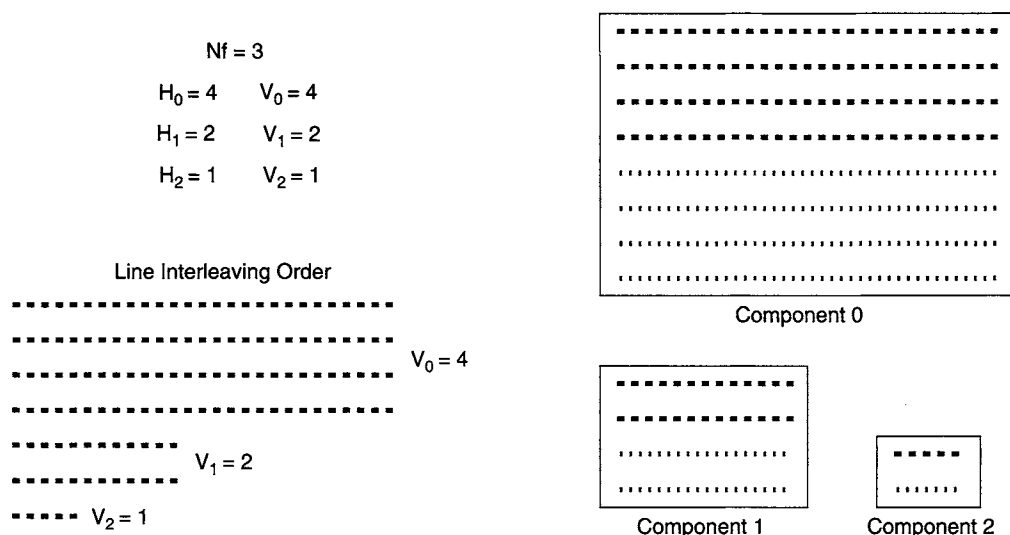 Nf = 3
H₀ = 4 V₀ = 4
H₁ = 2 V₁ = 2
H₂ = 1 V₂ = 1
Line Interleaving Order
V₀ = 4
V₁ = 2
V₂ = 1
Component 0
Component 1
Component 2